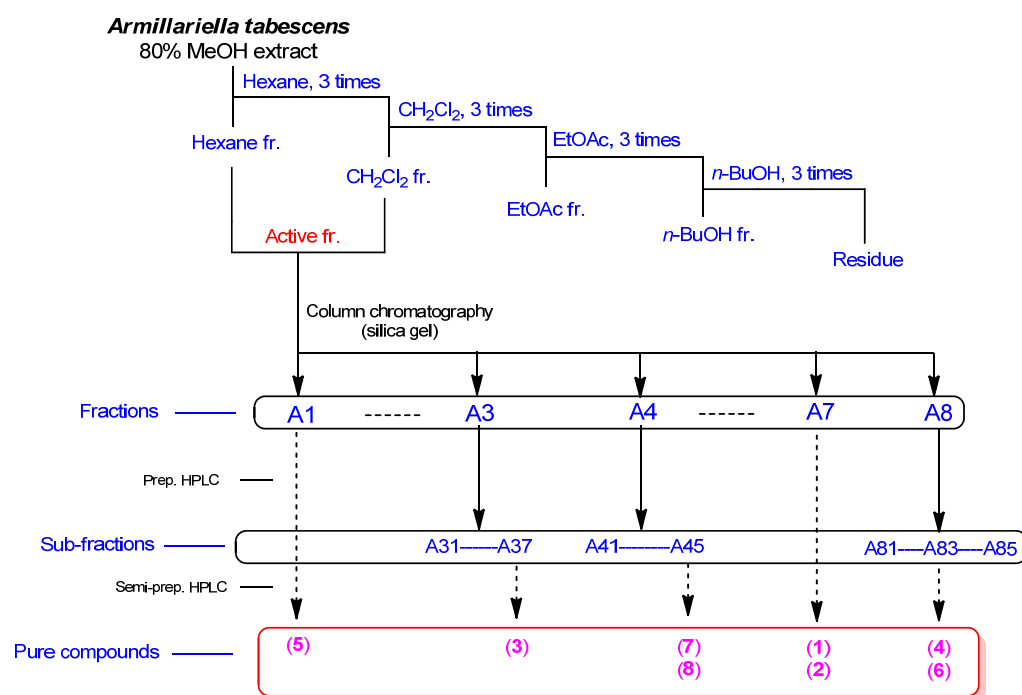 Armillariella tabescens
80% MeOH extract
Hexane, 3 times
CH2Cl2, 3 times
EtOAc, 3 times
n-BuOH, 3 times
Hexane fr.
CH2Cl2 fr.
EtOAc fr.
n-BuOH fr.
Residue
Active fr.
Column chromatography
(silica gel)
Fractions
A1 ------ A3 A4 ------ A7 A8
Prep. HPLC
Sub-fractions
A31------A37 A41--------A45 A81----A83----A85
Semi-prep. HPLC
Pure compounds
(5) (3) (7) (1) (4)
(8) (2) (6)